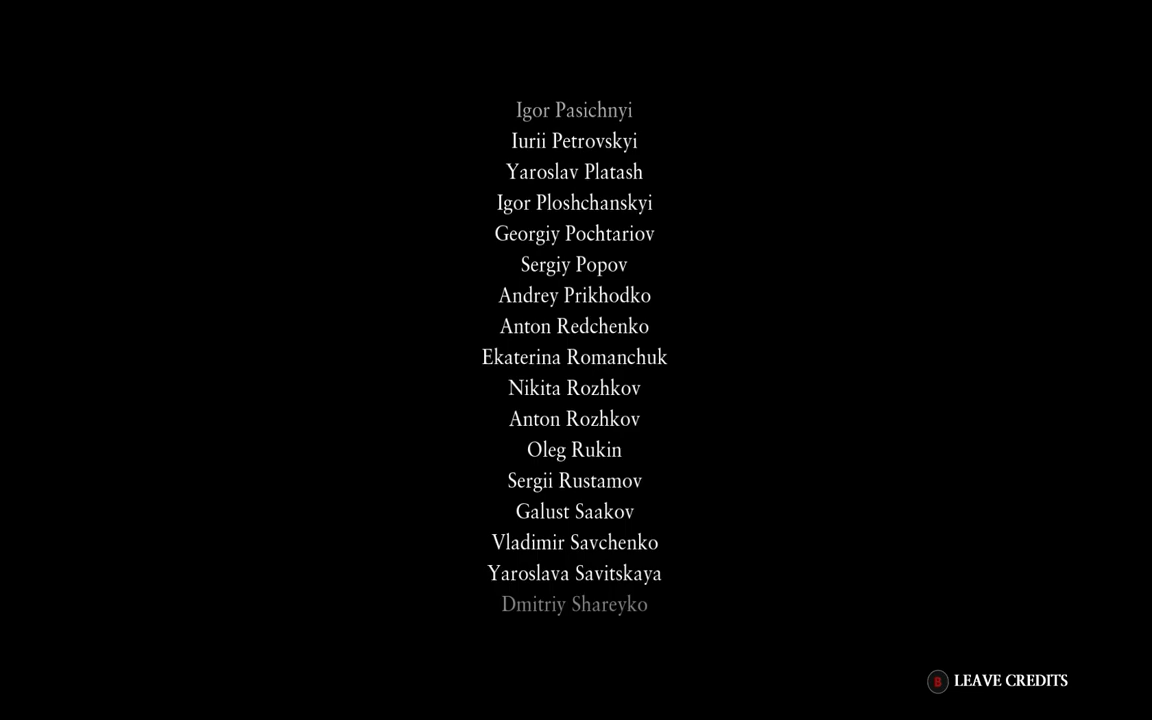 Igor Pasichnyi
Iurii Petrovskyi
Yaroslav Platash
Igor Ploshchanskyi
Georgiy Pochtariov
Sergiy Popov
Andrey Prikhodko
Anton Redchenko
Ekaterina Romanchuk
Nikita Rozhkov
Anton Rozhkov
Oleg Rukin
Sergii Rustamov
Galust Saakov
Vladimir Savchenko
Yaroslava Savitskaya
Dmitriy Shareyko
B LEAVE CREDITS